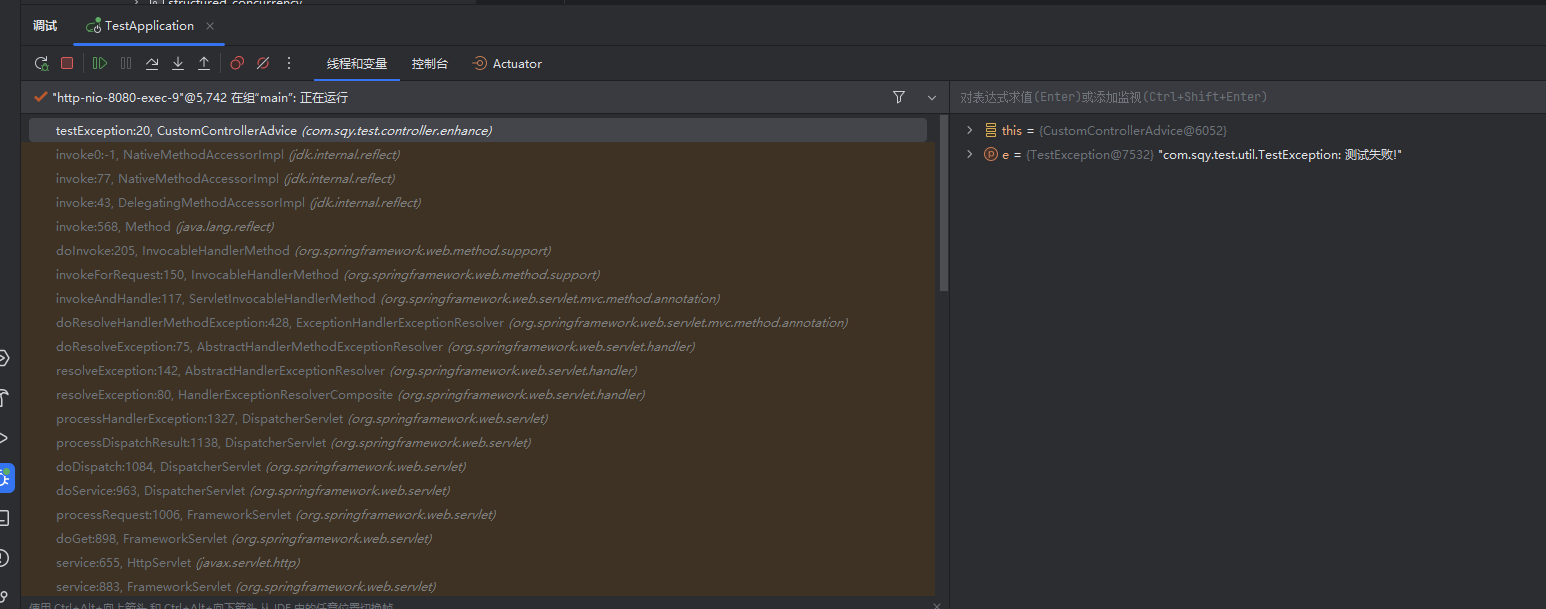 structured_concurrency
调试
TestApplication
线程和变量
控制台
Actuator
"http-nio-8080-exec-9"@5,742 在组"main": 正在运行
testException:20, CustomControllerAdvice (com.sqy.test.controller.enhance)
invoke0:-1, NativeMethodAccessorImpl (jdk.internal.reflect)
invoke:77, NativeMethodAccessorImpl (jdk.internal.reflect)
invoke:43, DelegatingMethodAccessorImpl (jdk.internal.reflect)
invoke:568, Method (java.lang.reflect)
doInvoke:205, InvocableHandlerMethod (org.springframework.web.method.support)
invokeForRequest:150, InvocableHandlerMethod (org.springframework.web.method.support)
invokeAndHandle:117, ServletInvocableHandlerMethod (org.springframework.web.servlet.mvc.method.annotation)
doResolveHandlerMethodException:428, ExceptionHandlerExceptionResolver (org.springframework.web.servlet.mvc.method.annotation)
doResolveException:75, AbstractHandlerMethodExceptionResolver (org.springframework.web.servlet.handler)
resolveException:142, AbstractHandlerExceptionResolver (org.springframework.web.servlet.handler)
resolveException:80, HandlerExceptionResolverComposite (org.springframework.web.servlet.handler)
processHandlerException:1327, DispatcherServlet (org.springframework.web.servlet)
processDispatchResult:1138, DispatcherServlet (org.springframework.web.servlet)
doDispatch:1084, DispatcherServlet (org.springframework.web.servlet)
doService:963, DispatcherServlet (org.springframework.web.servlet)
processRequest:1006, FrameworkServlet (org.springframework.web.servlet)
doGet:898, FrameworkServlet (org.springframework.web.servlet)
service:655, HttpServlet (javax.servlet.http)
service:883, FrameworkServlet (org.springframework.web.servlet)
使用 Ctrl+Alt+向上箭头 和 Ctrl+Alt+向下箭头 从 IDE 中的任意位置切换帧
对表达式求值(Enter)或添加监视(Ctrl+Shift+Enter)
this = {CustomControllerAdvice@6052}
e = {TestException@7532} "com.sqy.test.util.TestException: 测试失败!"